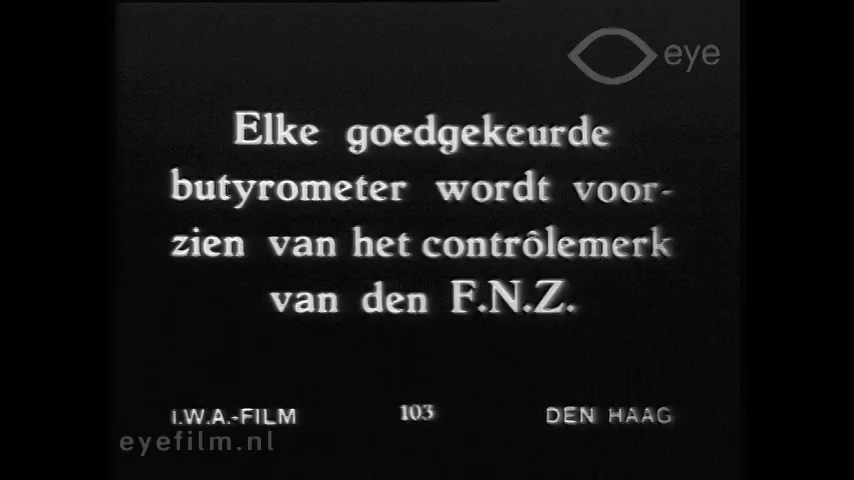 eye
Elke goedgekeurde
butyrometer wordt voor-
zien van het contrôlemerk
van den F.N.Z.
I.W.A.-FILM 103 DEN HAAG
eyefilm.nl